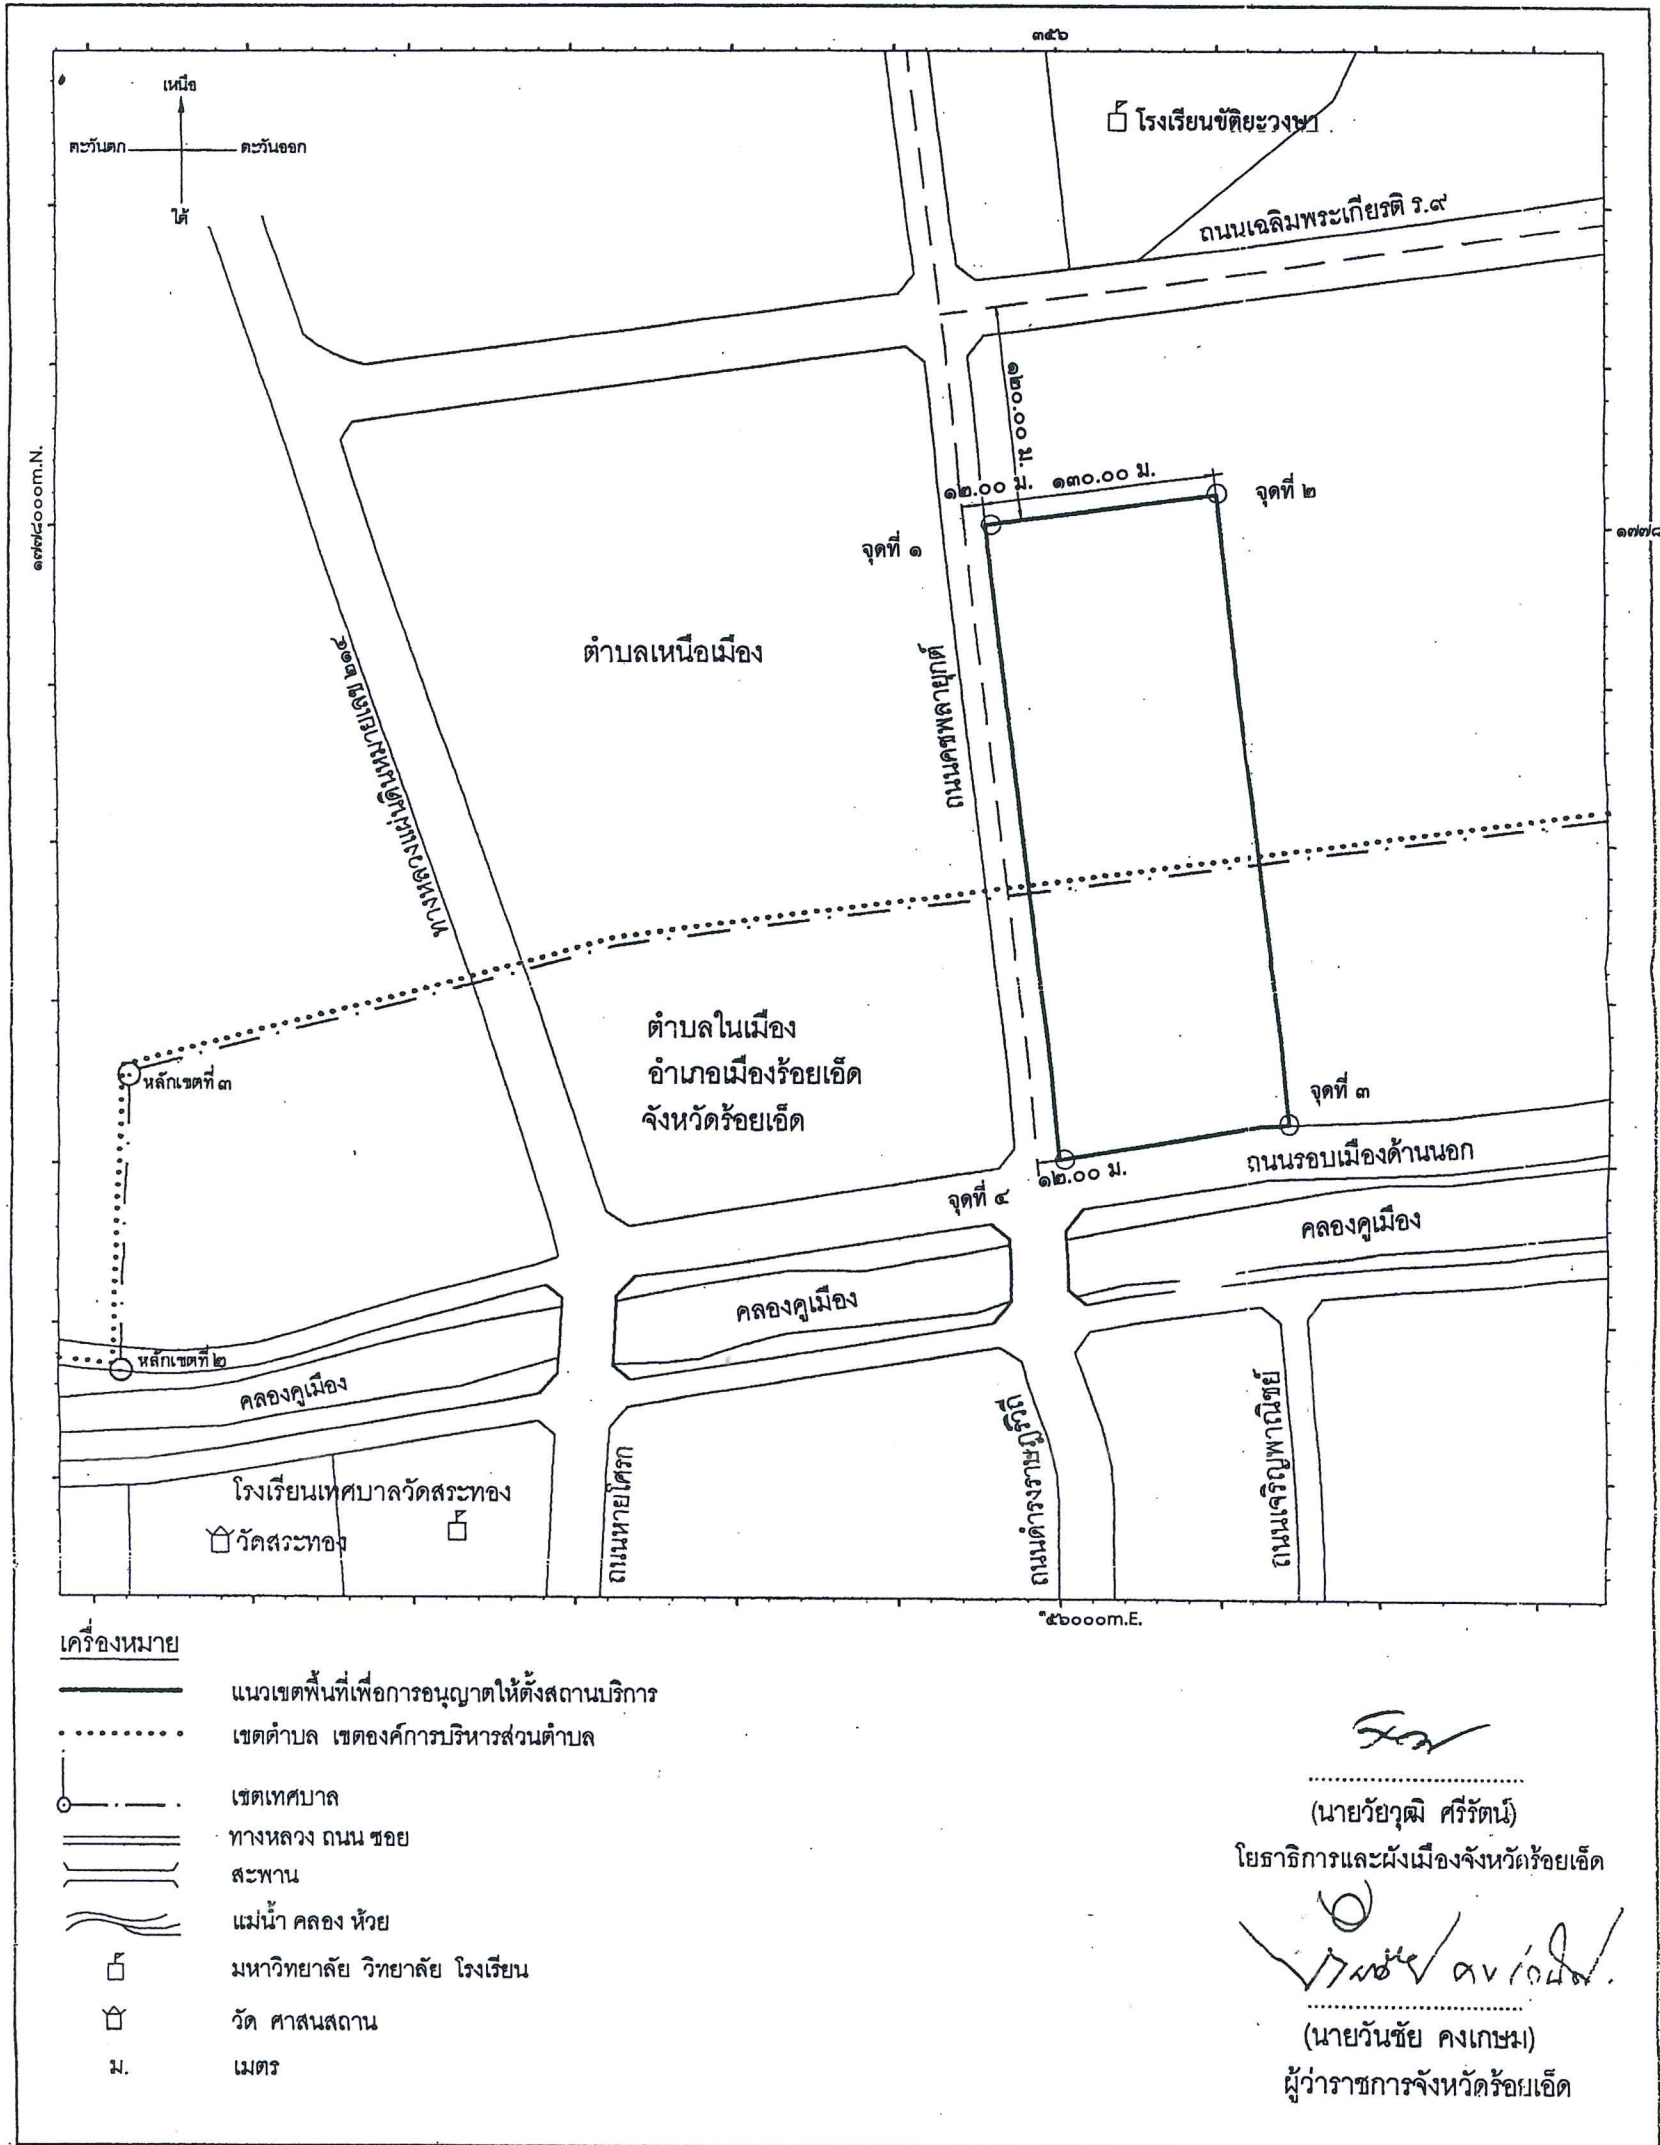 ๓๕๖
เหนือ
ตะวันตก
ตะวันออก
ใต้
โรงเรียนขัติยะวงษา
ถนนเฉลิมพระเกียรติ ร.๙
๑๒๐.๐๐ ม.
๑๒.๐๐ ม.
๑๓๐.๐๐ ม.
จุดที่ ๒
จุดที่ ๑
๑๗๗๘๐๐๐m.N.
๑๗๗๘
ตำบลเหนือเมือง
ทางหลวงแผ่นดินหมายเลข ๒๑๔
ถนนคชพลายุกต์
ตำบลในเมือง
อำเภอเมืองร้อยเอ็ด
จังหวัดร้อยเอ็ด
หลักเขตที่ ๓
จุดที่ ๓
ถนนรอบเมืองด้านนอก
๑๒.๐๐ ม.
จุดที่ ๔
คลองคูเมือง
คลองคูเมือง
หลักเขตที่ ๒
คลองคูเมือง
โรงเรียนเทศบาลวัดสระทอง
วัดสระทอง
ถนนหายโศรก
ถนนดำรงราษฎร์วิถี
ถนนเจริญพาณิชย์
๓๕๖๐๐๐m.E.
เครื่องหมาย
แนวเขตพื้นที่เพื่อการอนุญาตให้ตั้งสถานบริการ
เขตตำบล เขตองค์การบริหารส่วนตำบล
เขตเทศบาล
ทางหลวง ถนน ซอย
สะพาน
แม่น้ำ คลอง ห้วย
มหาวิทยาลัย วิทยาลัย โรงเรียน
วัด ศาสนสถาน
ม. เมตร
(นายวัยวุฒิ ศรีรัตน์)
โยธาธิการและผังเมืองจังหวัดร้อยเอ็ด
(นายวันชัย คงเกษม)
ผู้ว่าราชการจังหวัดร้อยเอ็ด